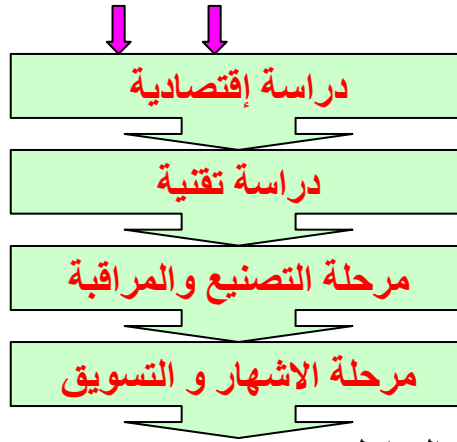 دراسة إقتصادية
دراسة تقنية
مرحلة التصنيع والمراقبة
مرحلة الاشهار و التسويق